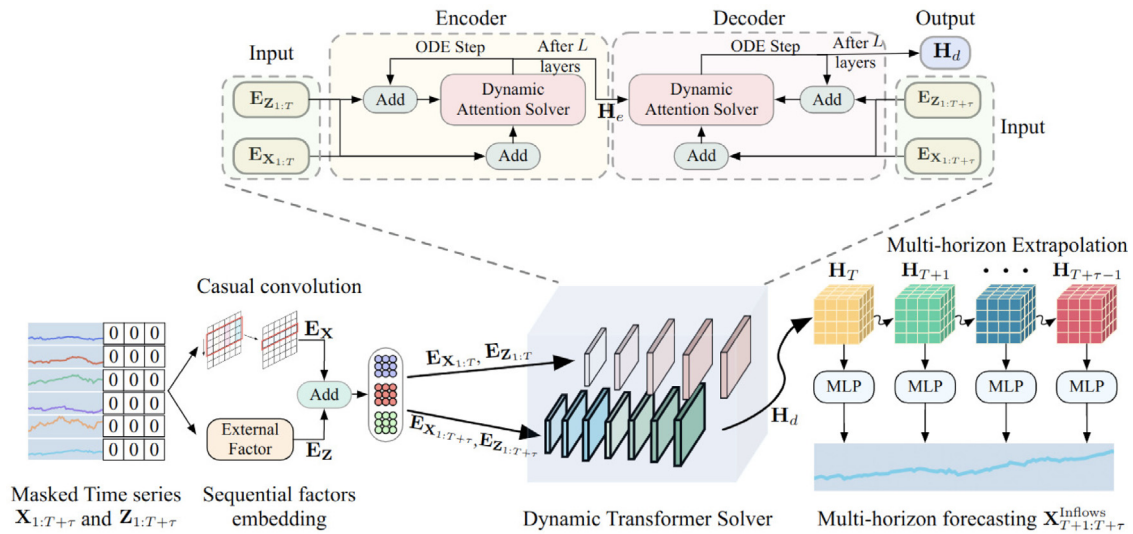 Encoder
Decoder
Output
Input
ODE Step
After L
layers
ODE Step
After L
layers
H_d
E_{Z_{1:T}}
Add
Dynamic
Attention Solver
H_e
Dynamic
Attention Solver
Add
E_{Z_{1:T+τ}}
E_{X_{1:T}}
Add
Add
E_{X_{1:T+τ}}
Input
Multi-horizon Extrapolation
H_T
H_{T+1}
• • •
H_{T+τ−1}
Casual convolution
E_X
0 0 0
0 0 0
0 0 0
0 0 0
0 0 0
0 0 0
Add
External
Factor
E_Z
E_{X_{1:T}}, E_{Z_{1:T}}
E_{X_{1:T+τ}}, E_{Z_{1:T+τ}}
H_d
MLP
MLP
MLP
MLP
Masked Time series
X_{1:T+τ} and Z_{1:T+τ}
Sequential factors
embedding
Dynamic Transformer Solver
Multi-horizon forecasting X^{Inflows}_{T+1:T+τ}